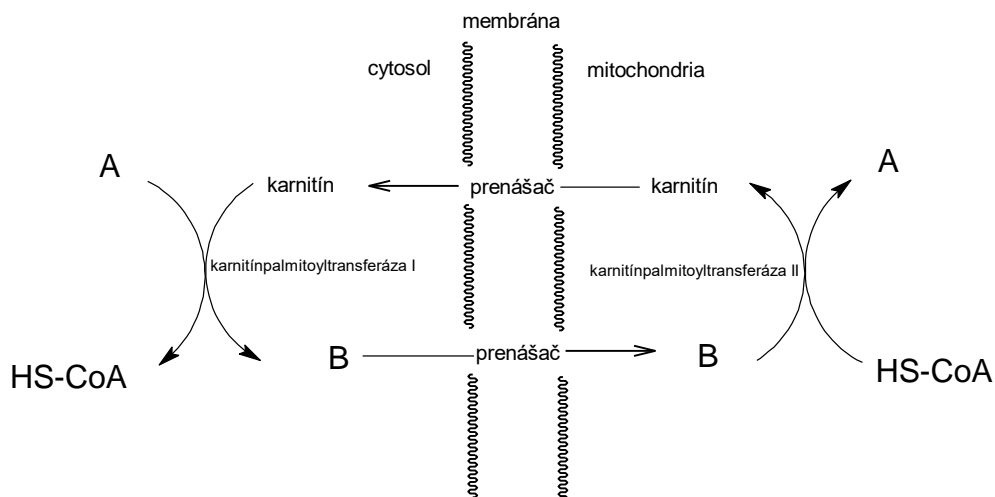 membrána
cytosol
mitochondria
A
A
karnitín
prenášač
karnitín
karnitínpalmitoyltransferáza I
karnitínpalmitoyltransferáza II
B
prenášač
B
HS-CoA
HS-CoA